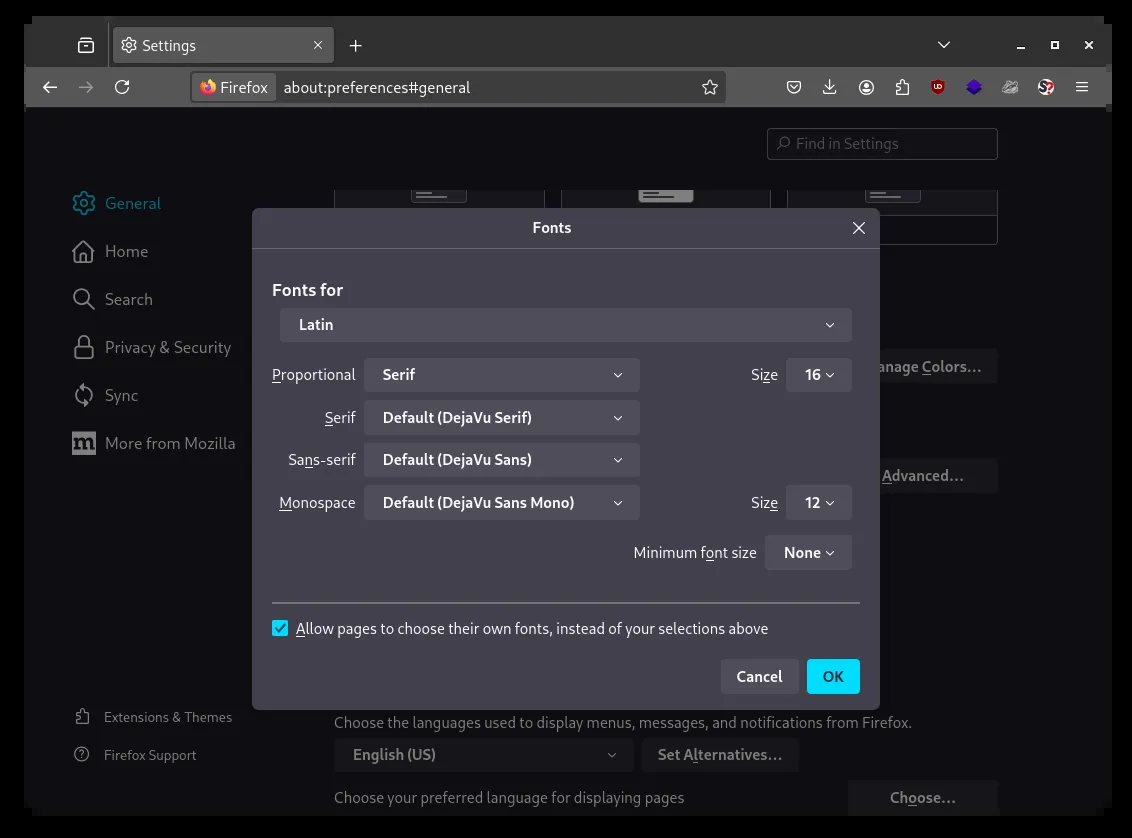 Settings
Firefox about:preferences#general
Find in Settings
General
Home
Search
Privacy & Security
Sync
More from Mozilla
Extensions & Themes
Firefox Support
Fonts
Fonts for
Latin
Proportional Serif Size 16
Serif Default (DejaVu Serif)
Sans-serif Default (DejaVu Sans)
Monospace Default (DejaVu Sans Mono) Size 12
Minimum font size None
Allow pages to choose their own fonts, instead of your selections above
Cancel OK
anage Colors...
Advanced...
Choose the languages used to display menus, messages, and notifications from Firefox.
English (US) Set Alternatives...
Choose your preferred language for displaying pages Choose...